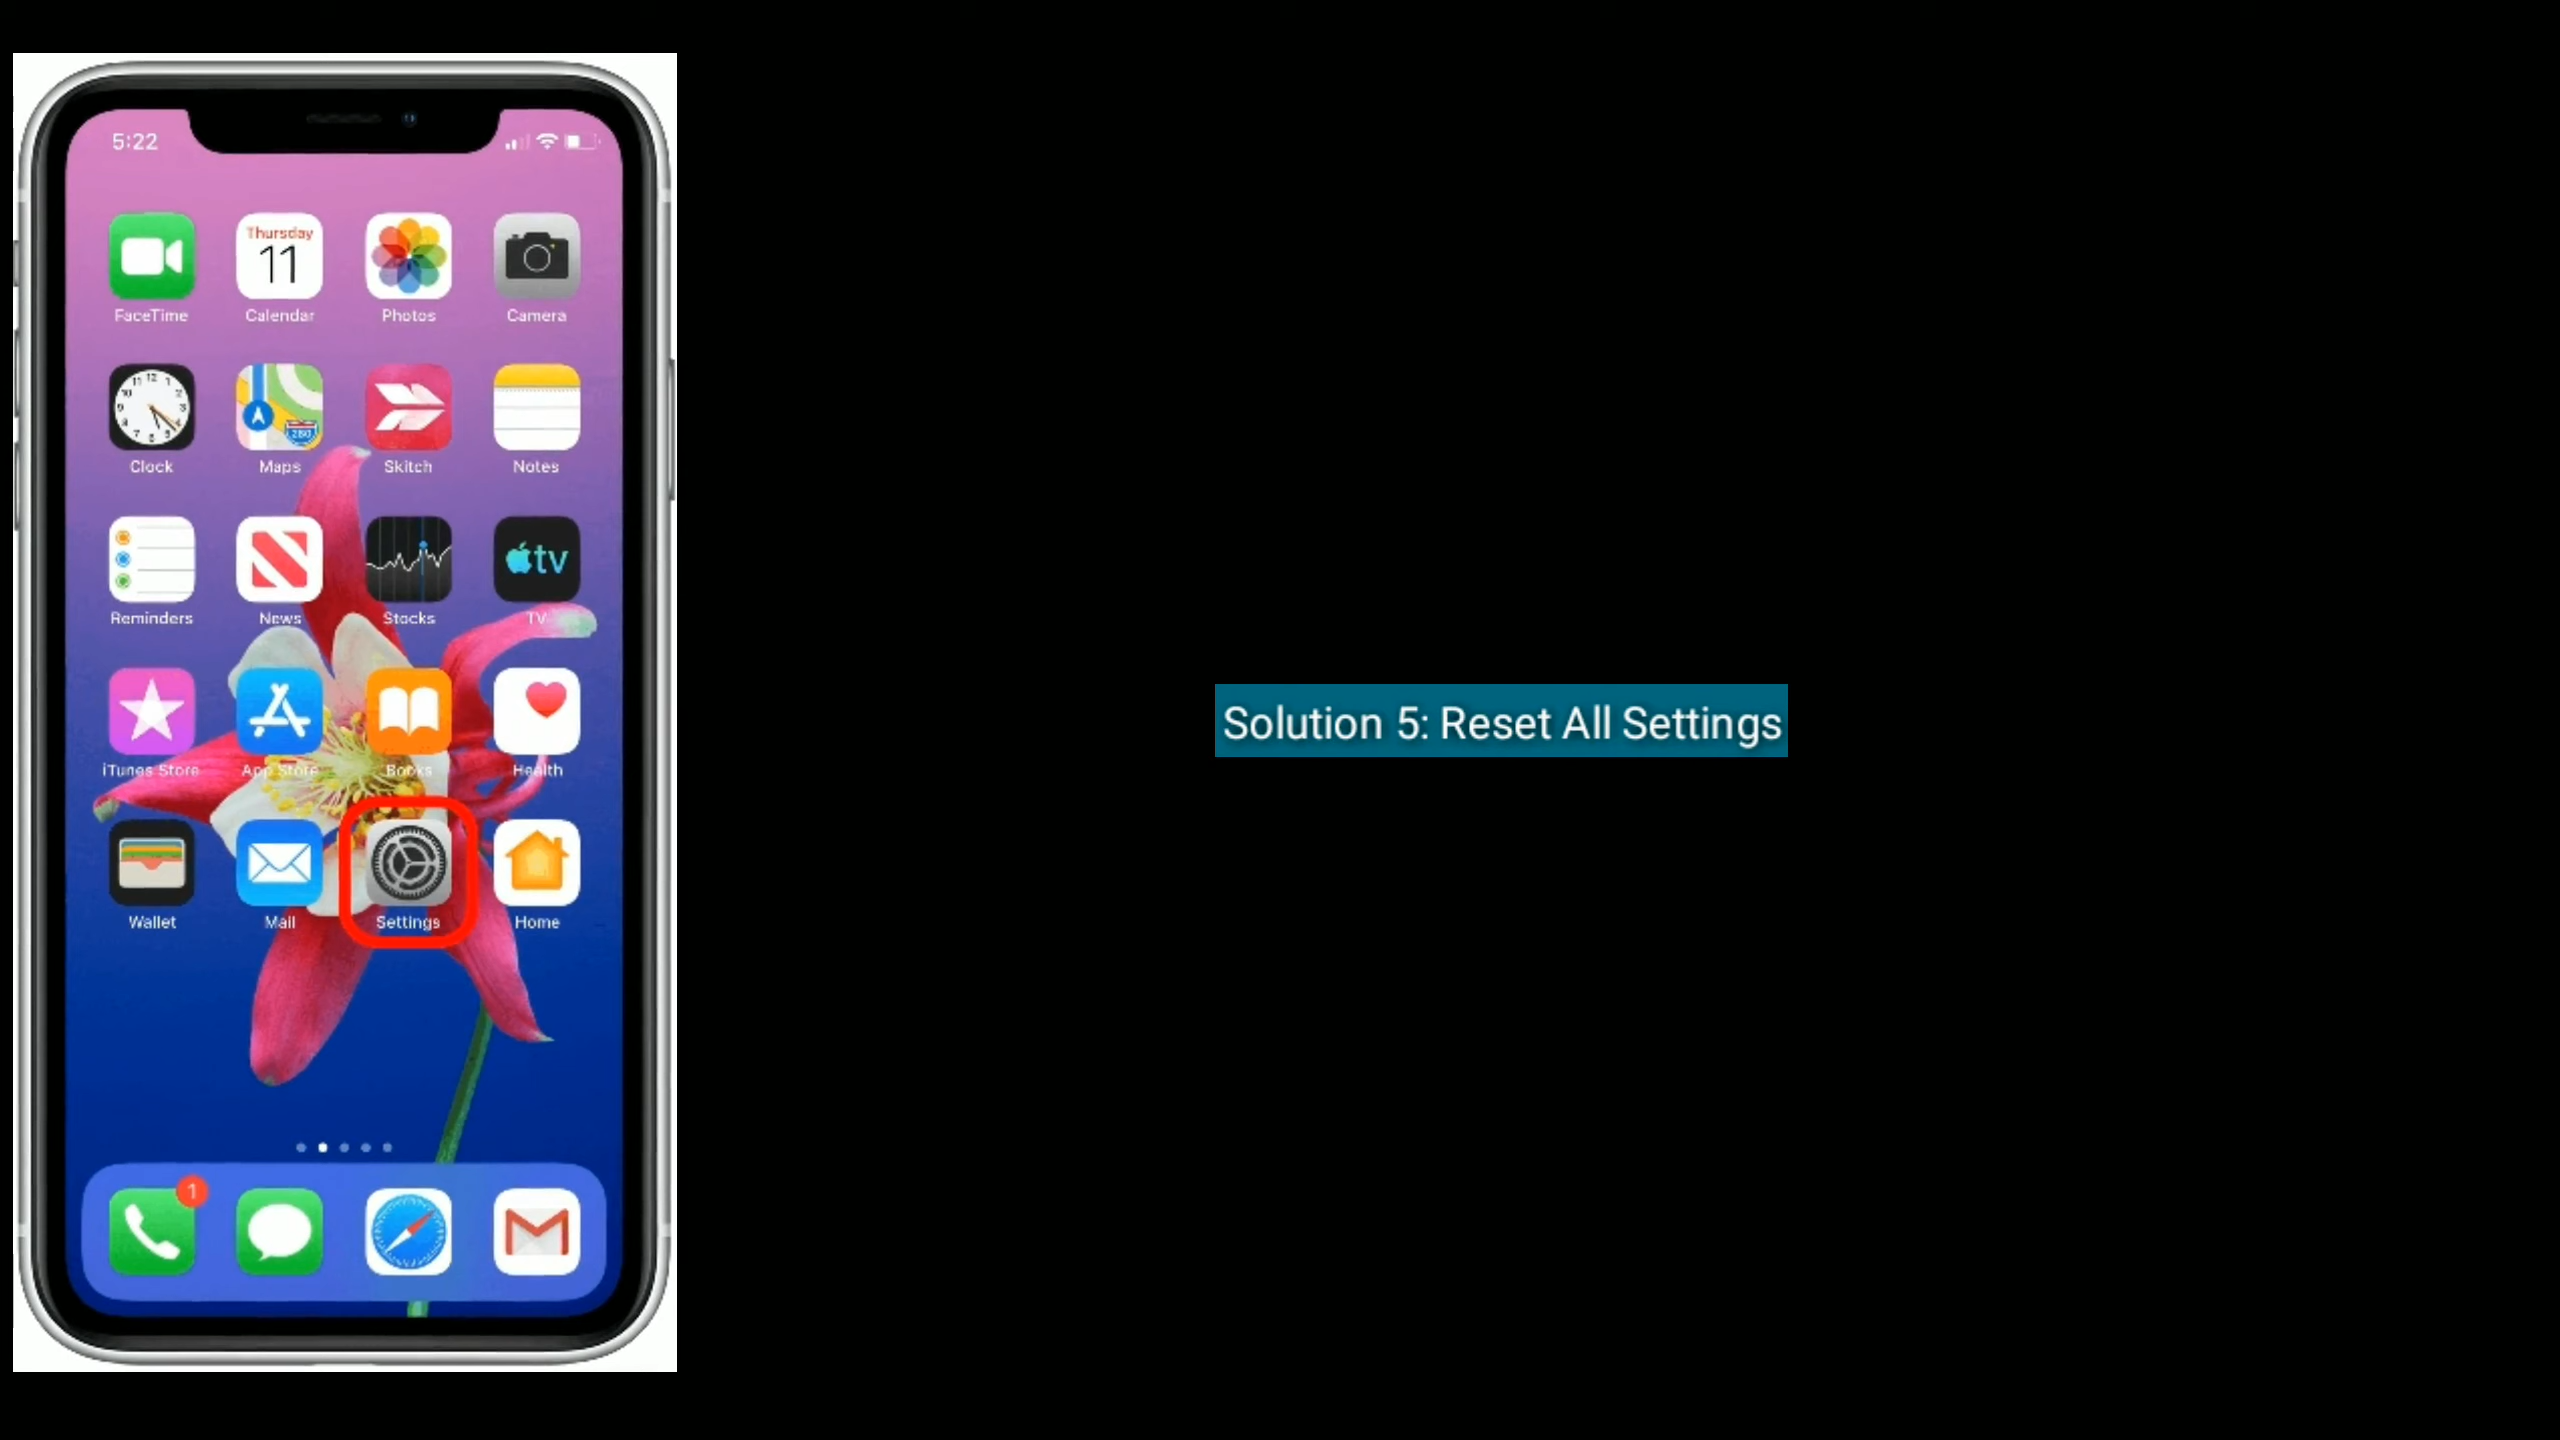 5:22
Thursday
11
FaceTime Calendar Photos Camera
280
Clock Maps Skitch Notes
tv
Reminders News Stocks TV
iTunes Store App Store Books Health
Wallet Mail Settings Home
1
Solution 5: Reset All Settings